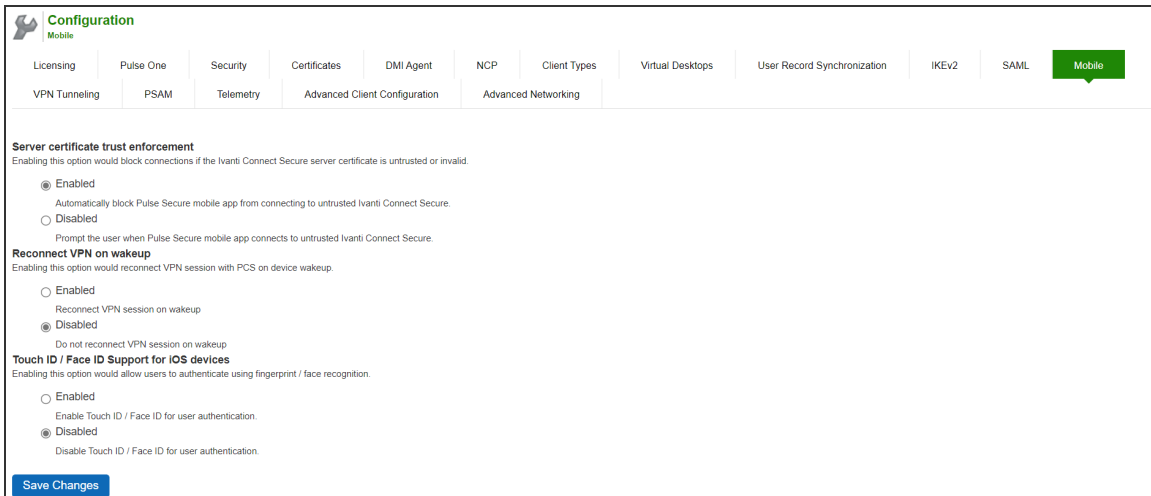 Configuration
Mobile
Licensing Pulse One Security Certificates DMI Agent NCP Client Types Virtual Desktops User Record Synchronization IKEv2 SAML Mobile
VPN Tunneling PSAM Telemetry Advanced Client Configuration Advanced Networking
Server certificate trust enforcement
Enabling this option would block connections if the Ivanti Connect Secure server certificate is untrusted or invalid.
Enabled
Automatically block Pulse Secure mobile app from connecting to untrusted Ivanti Connect Secure.
Disabled
Prompt the user when Pulse Secure mobile app connects to untrusted Ivanti Connect Secure.
Reconnect VPN on wakeup
Enabling this option would reconnect VPN session with PCS on device wakeup.
Enabled
Reconnect VPN session on wakeup
Disabled
Do not reconnect VPN session on wakeup
Touch ID / Face ID Support for iOS devices
Enabling this option would allow users to authenticate using fingerprint / face recognition.
Enabled
Enable Touch ID / Face ID for user authentication.
Disabled
Disable Touch ID / Face ID for user authentication.
Save Changes